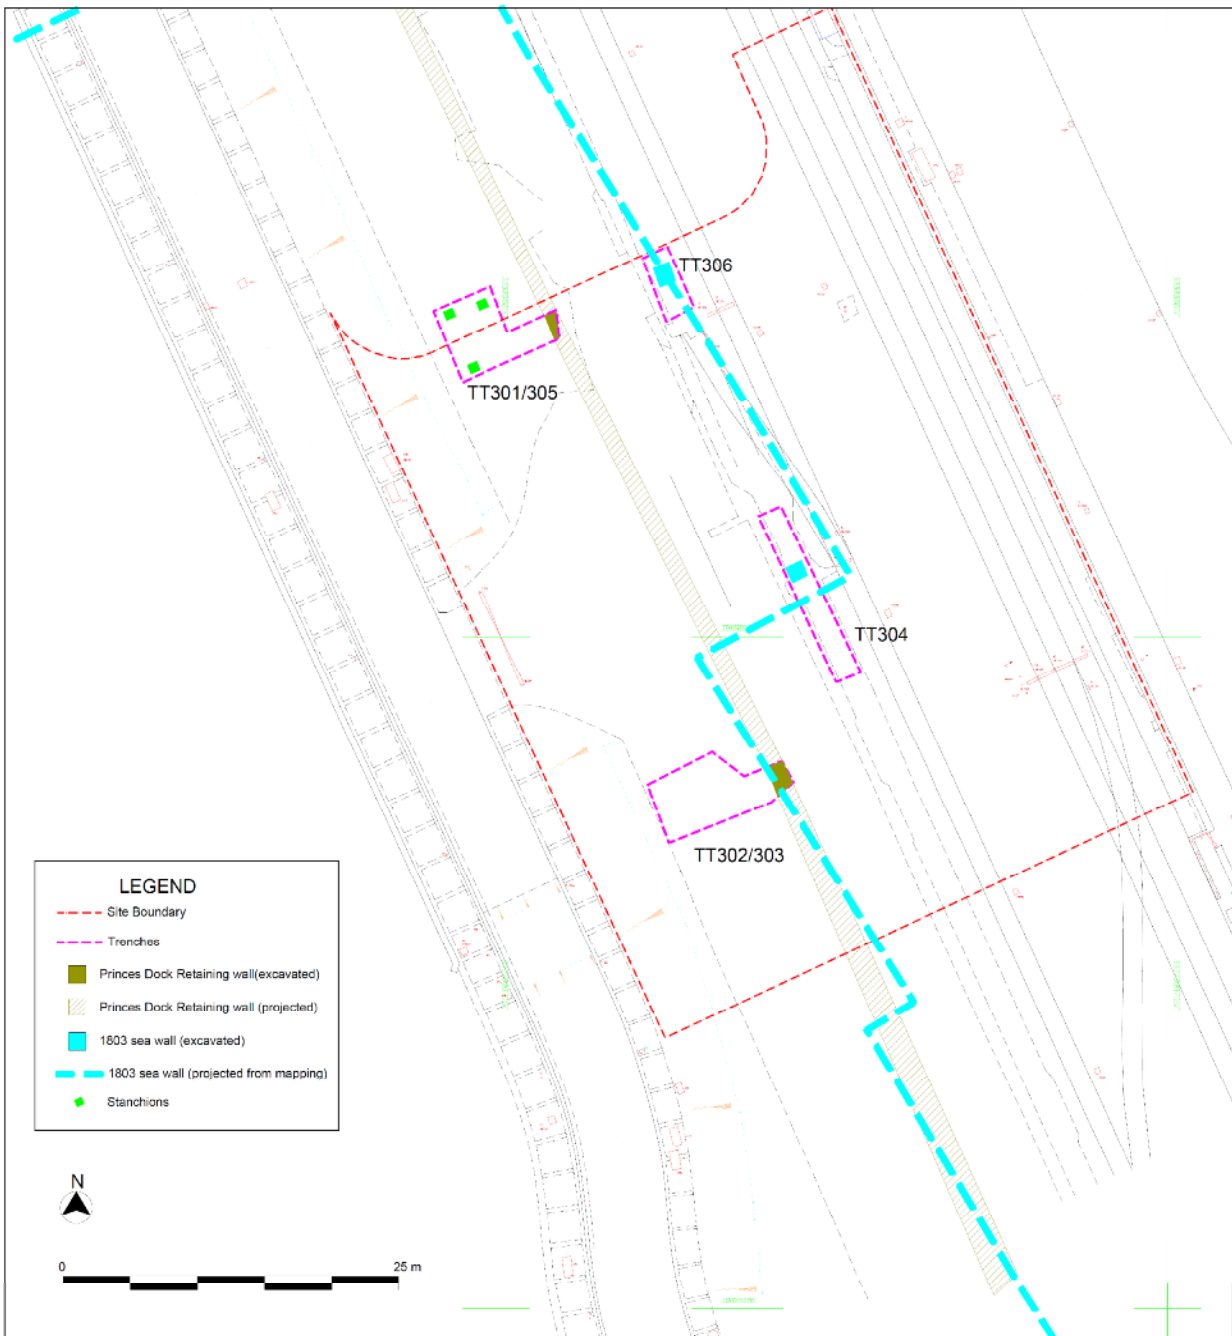 TT306
TT301/305
TT304
TT302/303
LEGEND
Site Boundary
Trenches
Princes Dock Retaining wall(excavated)
Princes Dock Retaining wall (projected)
1803 sea wall (excavated)
1803 sea wall (projected from mapping)
Stanchions
N
0 25 m